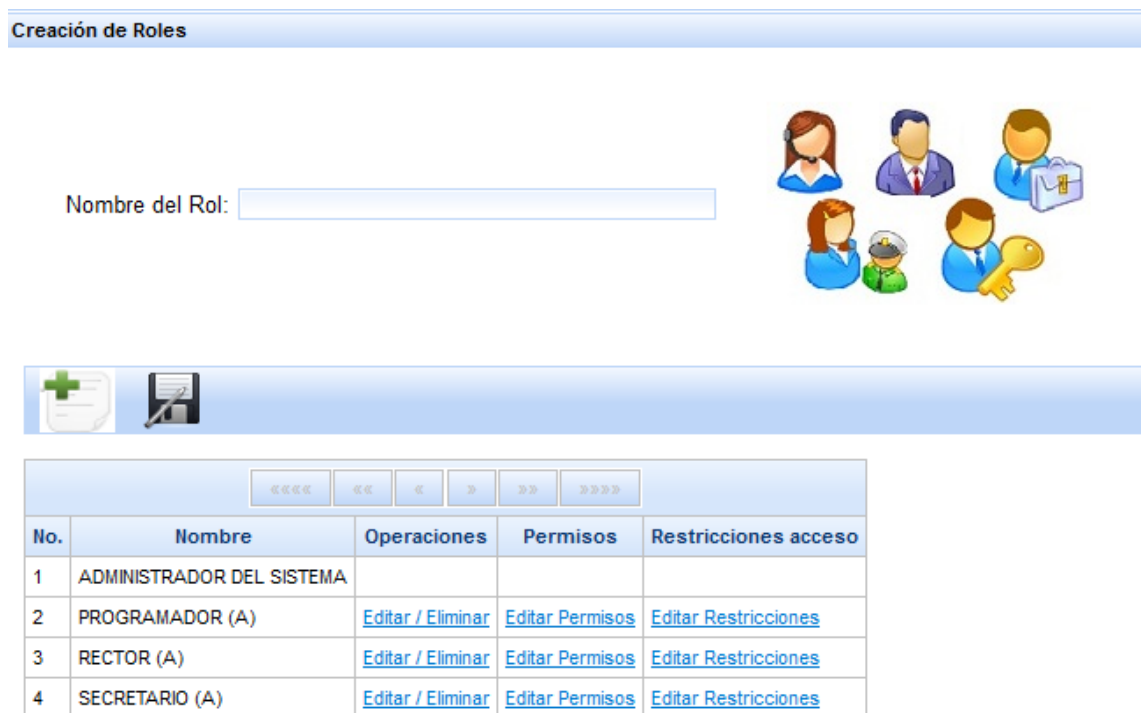 Creación de Roles
Nombre del Rol:
«««« «« « » »» »»»»
No. Nombre Operaciones Permisos Restricciones acceso
1 ADMINISTRADOR DEL SISTEMA
2 PROGRAMADOR (A) Editar / Eliminar Editar Permisos Editar Restricciones
3 RECTOR (A) Editar / Eliminar Editar Permisos Editar Restricciones
4 SECRETARIO (A) Editar / Eliminar Editar Permisos Editar Restricciones